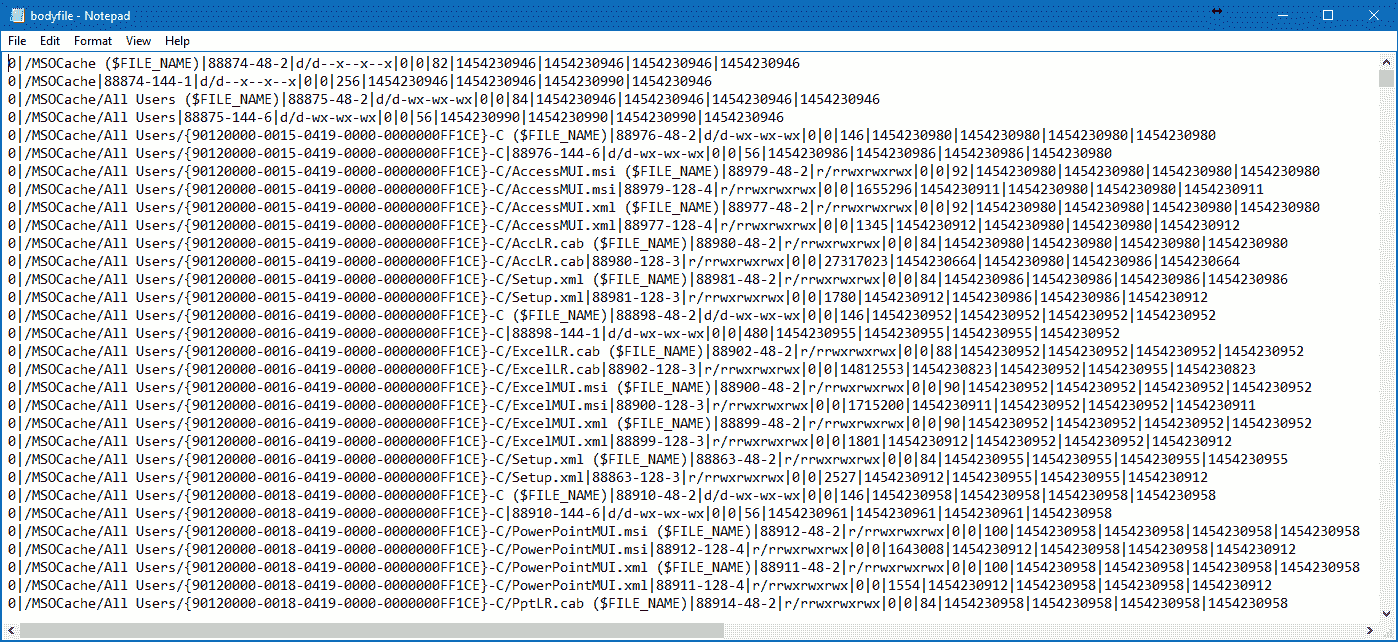 bodyfile - Notepad
File Edit Format View Help
0|/MSOCache ($FILE_NAME)|88874-48-2|d/d--x--x--x|0|0|82|1454230946|1454230946|1454230946|1454230946
0|/MSOCache|88874-144-1|d/d--x--x--x|0|0|256|1454230946|1454230946|1454230990|1454230946
0|/MSOCache/All Users ($FILE_NAME)|88875-48-2|d/d-wx-wx-wx|0|0|84|1454230946|1454230946|1454230946|1454230946
0|/MSOCache/All Users|88875-144-6|d/d-wx-wx-wx|0|0|56|1454230990|1454230990|1454230990|1454230946
0|/MSOCache/All Users/{90120000-0015-0419-0000-0000000FF1CE}-C ($FILE_NAME)|88976-48-2|d/d-wx-wx-wx|0|0|146|1454230980|1454230980|1454230980|1454230980
0|/MSOCache/All Users/{90120000-0015-0419-0000-0000000FF1CE}-C|88976-144-6|d/d-wx-wx-wx|0|0|56|1454230986|1454230986|1454230986|1454230980
0|/MSOCache/All Users/{90120000-0015-0419-0000-0000000FF1CE}-C/AccessMUI.msi ($FILE_NAME)|88979-48-2|r/rrwxrwxrwx|0|0|92|1454230980|1454230980|1454230980|1454230980
0|/MSOCache/All Users/{90120000-0015-0419-0000-0000000FF1CE}-C/AccessMUI.msi|88979-128-4|r/rrwxrwxrwx|0|0|1655296|1454230911|1454230980|1454230980|1454230911
0|/MSOCache/All Users/{90120000-0015-0419-0000-0000000FF1CE}-C/AccessMUI.xml ($FILE_NAME)|88977-48-2|r/rrwxrwxrwx|0|0|92|1454230980|1454230980|1454230980|1454230980
0|/MSOCache/All Users/{90120000-0015-0419-0000-0000000FF1CE}-C/AccessMUI.xml|88977-128-4|r/rrwxrwxrwx|0|0|1345|1454230912|1454230980|1454230980|1454230912
0|/MSOCache/All Users/{90120000-0015-0419-0000-0000000FF1CE}-C/AccLR.cab ($FILE_NAME)|88980-48-2|r/rrwxrwxrwx|0|0|84|1454230980|1454230980|1454230980|1454230980
0|/MSOCache/All Users/{90120000-0015-0419-0000-0000000FF1CE}-C/AccLR.cab|88980-128-3|r/rrwxrwxrwx|0|0|27317023|1454230664|1454230980|1454230986|1454230664
0|/MSOCache/All Users/{90120000-0015-0419-0000-0000000FF1CE}-C/Setup.xml ($FILE_NAME)|88981-48-2|r/rrwxrwxrwx|0|0|84|1454230986|1454230986|1454230986|1454230986
0|/MSOCache/All Users/{90120000-0015-0419-0000-0000000FF1CE}-C/Setup.xml|88981-128-3|r/rrwxrwxrwx|0|0|1780|1454230912|1454230986|1454230986|1454230912
0|/MSOCache/All Users/{90120000-0016-0419-0000-0000000FF1CE}-C ($FILE_NAME)|88898-48-2|d/d-wx-wx-wx|0|0|146|1454230952|1454230952|1454230952|1454230952
0|/MSOCache/All Users/{90120000-0016-0419-0000-0000000FF1CE}-C|88898-144-1|d/d-wx-wx-wx|0|0|480|1454230955|1454230955|1454230955|1454230952
0|/MSOCache/All Users/{90120000-0016-0419-0000-0000000FF1CE}-C/ExcelLR.cab ($FILE_NAME)|88902-48-2|r/rrwxrwxrwx|0|0|88|1454230952|1454230952|1454230952|1454230952
0|/MSOCache/All Users/{90120000-0016-0419-0000-0000000FF1CE}-C/ExcelLR.cab|88902-128-3|r/rrwxrwxrwx|0|0|14812553|1454230823|1454230952|1454230955|1454230823
0|/MSOCache/All Users/{90120000-0016-0419-0000-0000000FF1CE}-C/ExcelMUI.msi ($FILE_NAME)|88900-48-2|r/rrwxrwxrwx|0|0|90|1454230952|1454230952|1454230952|1454230952
0|/MSOCache/All Users/{90120000-0016-0419-0000-0000000FF1CE}-C/ExcelMUI.msi|88900-128-3|r/rrwxrwxrwx|0|0|1715200|1454230911|1454230952|1454230952|1454230911
0|/MSOCache/All Users/{90120000-0016-0419-0000-0000000FF1CE}-C/ExcelMUI.xml ($FILE_NAME)|88899-48-2|r/rrwxrwxrwx|0|0|90|1454230952|1454230952|1454230952|1454230952
0|/MSOCache/All Users/{90120000-0016-0419-0000-0000000FF1CE}-C/ExcelMUI.xml|88899-128-3|r/rrwxrwxrwx|0|0|1801|1454230912|1454230952|1454230952|1454230912
0|/MSOCache/All Users/{90120000-0016-0419-0000-0000000FF1CE}-C/Setup.xml ($FILE_NAME)|88863-48-2|r/rrwxrwxrwx|0|0|84|1454230955|1454230955|1454230955|1454230955
0|/MSOCache/All Users/{90120000-0016-0419-0000-0000000FF1CE}-C/Setup.xml|88863-128-3|r/rrwxrwxrwx|0|0|2527|1454230912|1454230955|1454230955|1454230912
0|/MSOCache/All Users/{90120000-0018-0419-0000-0000000FF1CE}-C ($FILE_NAME)|88910-48-2|d/d-wx-wx-wx|0|0|146|1454230958|1454230958|1454230958|1454230958
0|/MSOCache/All Users/{90120000-0018-0419-0000-0000000FF1CE}-C|88910-144-6|d/d-wx-wx-wx|0|0|56|1454230961|1454230961|1454230961|1454230958
0|/MSOCache/All Users/{90120000-0018-0419-0000-0000000FF1CE}-C/PowerPointMUI.msi ($FILE_NAME)|88912-48-2|r/rrwxrwxrwx|0|0|100|1454230958|1454230958|1454230958|1454230958
0|/MSOCache/All Users/{90120000-0018-0419-0000-0000000FF1CE}-C/PowerPointMUI.msi|88912-128-4|r/rrwxrwxrwx|0|0|1643008|1454230912|1454230958|1454230958|1454230912
0|/MSOCache/All Users/{90120000-0018-0419-0000-0000000FF1CE}-C/PowerPointMUI.xml ($FILE_NAME)|88911-48-2|r/rrwxrwxrwx|0|0|100|1454230958|1454230958|1454230958|1454230958
0|/MSOCache/All Users/{90120000-0018-0419-0000-0000000FF1CE}-C/PowerPointMUI.xml|88911-128-4|r/rrwxrwxrwx|0|0|1554|1454230912|1454230958|1454230958|1454230912
0|/MSOCache/All Users/{90120000-0018-0419-0000-0000000FF1CE}-C/PptLR.cab ($FILE_NAME)|88914-48-2|r/rrwxrwxrwx|0|0|84|1454230958|1454230958|1454230958|1454230958